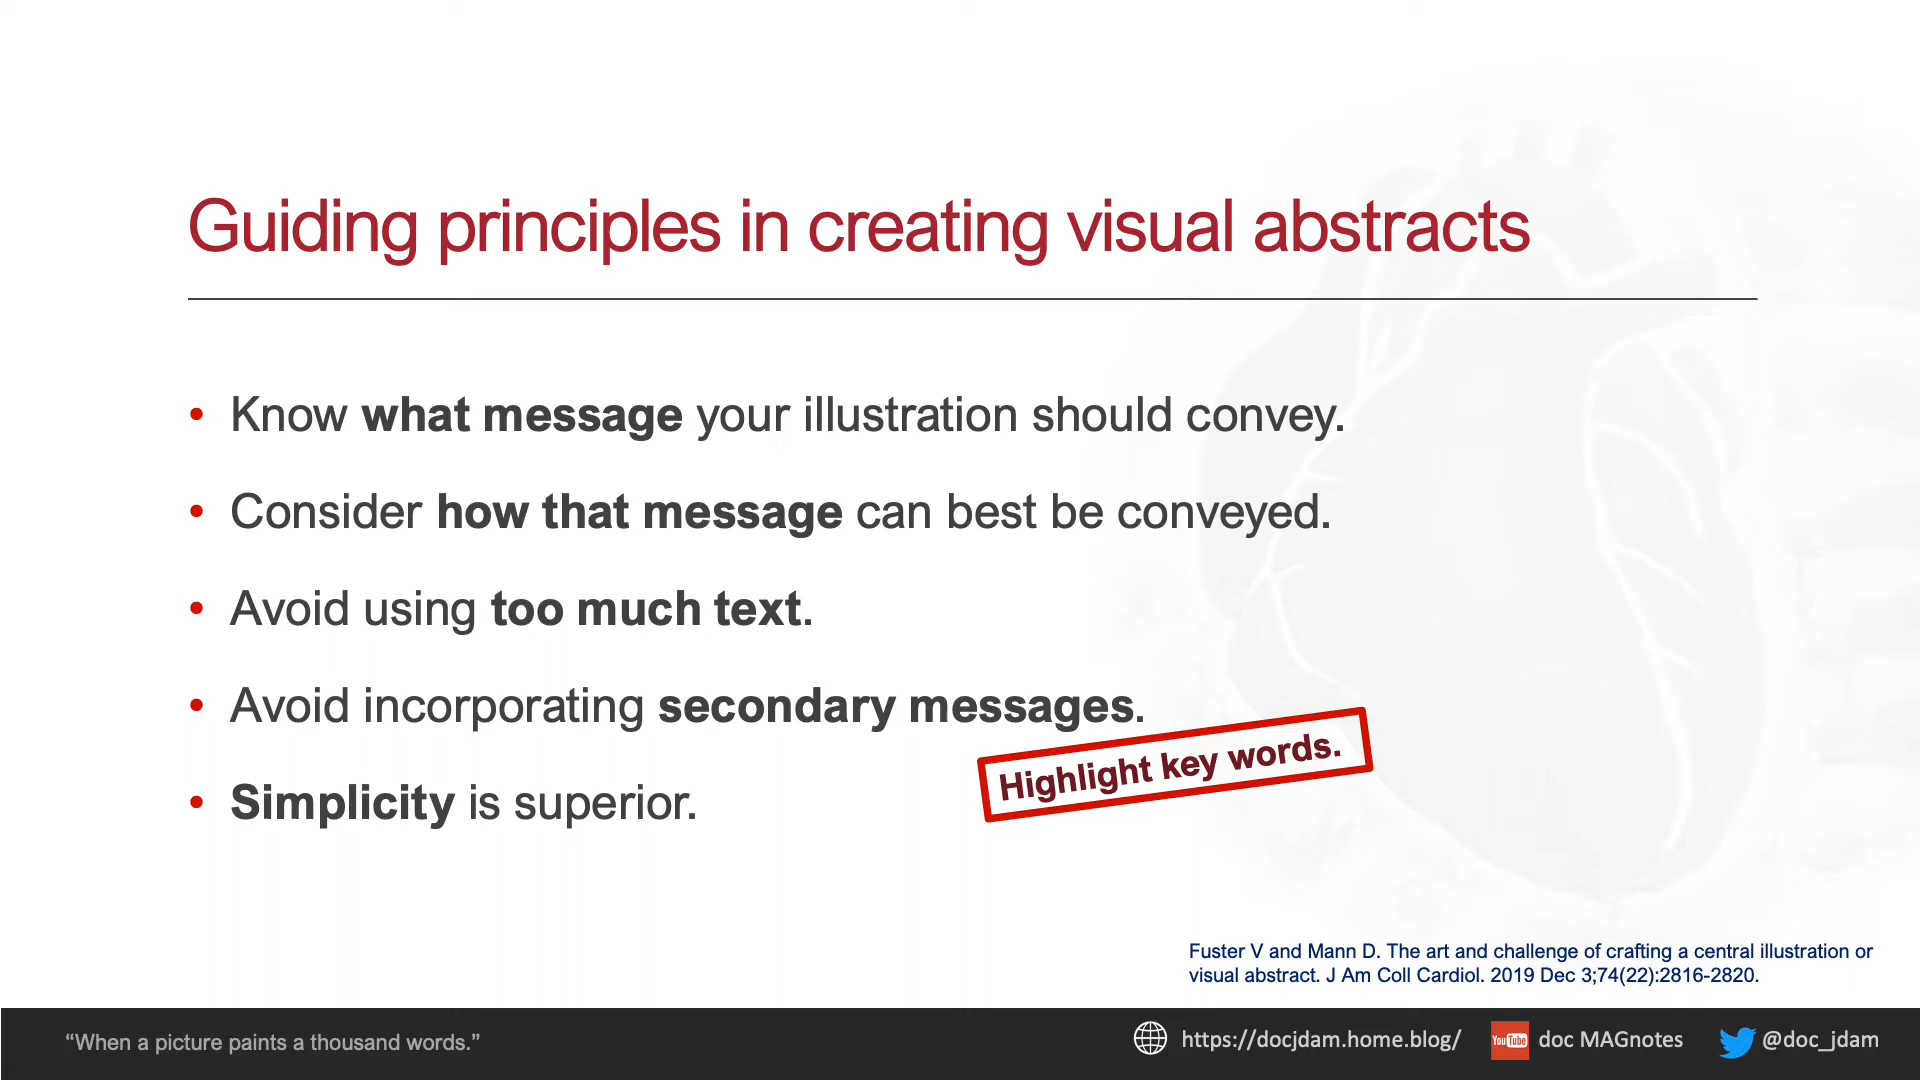 Guiding principles in creating visual abstracts
• Know what message your illustration should convey.
• Consider how that message can best be conveyed.
• Avoid using too much text.
• Avoid incorporating secondary messages.
Highlight key words.
• Simplicity is superior.
Fuster V and Mann D. The art and challenge of crafting a central illustration or
visual abstract. J Am Coll Cardiol. 2019 Dec 3;74(22):2816-2820.
“When a picture paints a thousand words.”
https://docjdam.home.blog/
YouTube
doc MAGnotes
@doc_jdam